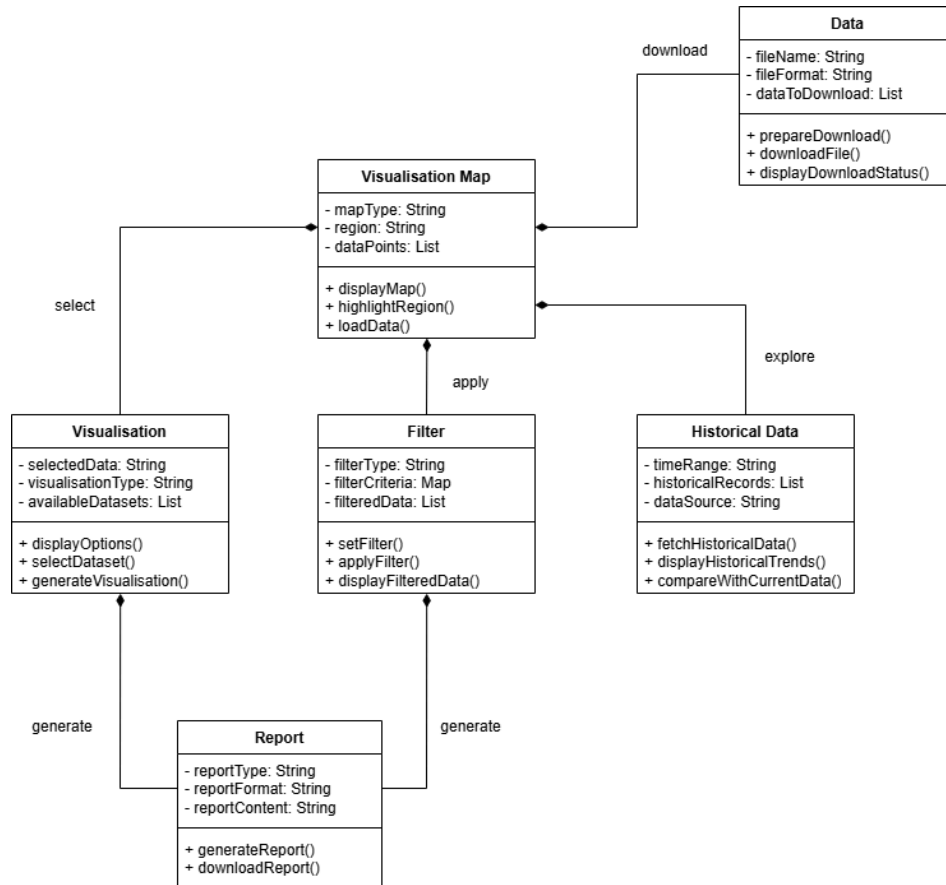 Data
- fileName: String
- fileFormat: String
- dataToDownload: List
+ prepareDownload()
+ downloadFile()
+ displayDownloadStatus()
download
Visualisation Map
- mapType: String
- region: String
- dataPoints: List
+ displayMap()
+ highlightRegion()
+ loadData()
select
apply
explore
Visualisation
- selectedData: String
- visualisationType: String
- availableDatasets: List
+ displayOptions()
+ selectDataset()
+ generateVisualisation()
Filter
- filterType: String
- filterCriteria: Map
- filteredData: List
+ setFilter()
+ applyFilter()
+ displayFilteredData()
Historical Data
- timeRange: String
- historicalRecords: List
- dataSource: String
+ fetchHistoricalData()
+ displayHistoricalTrends()
+ compareWithCurrentData()
generate
generate
Report
- reportType: String
- reportFormat: String
- reportContent: String
+ generateReport()
+ downloadReport()